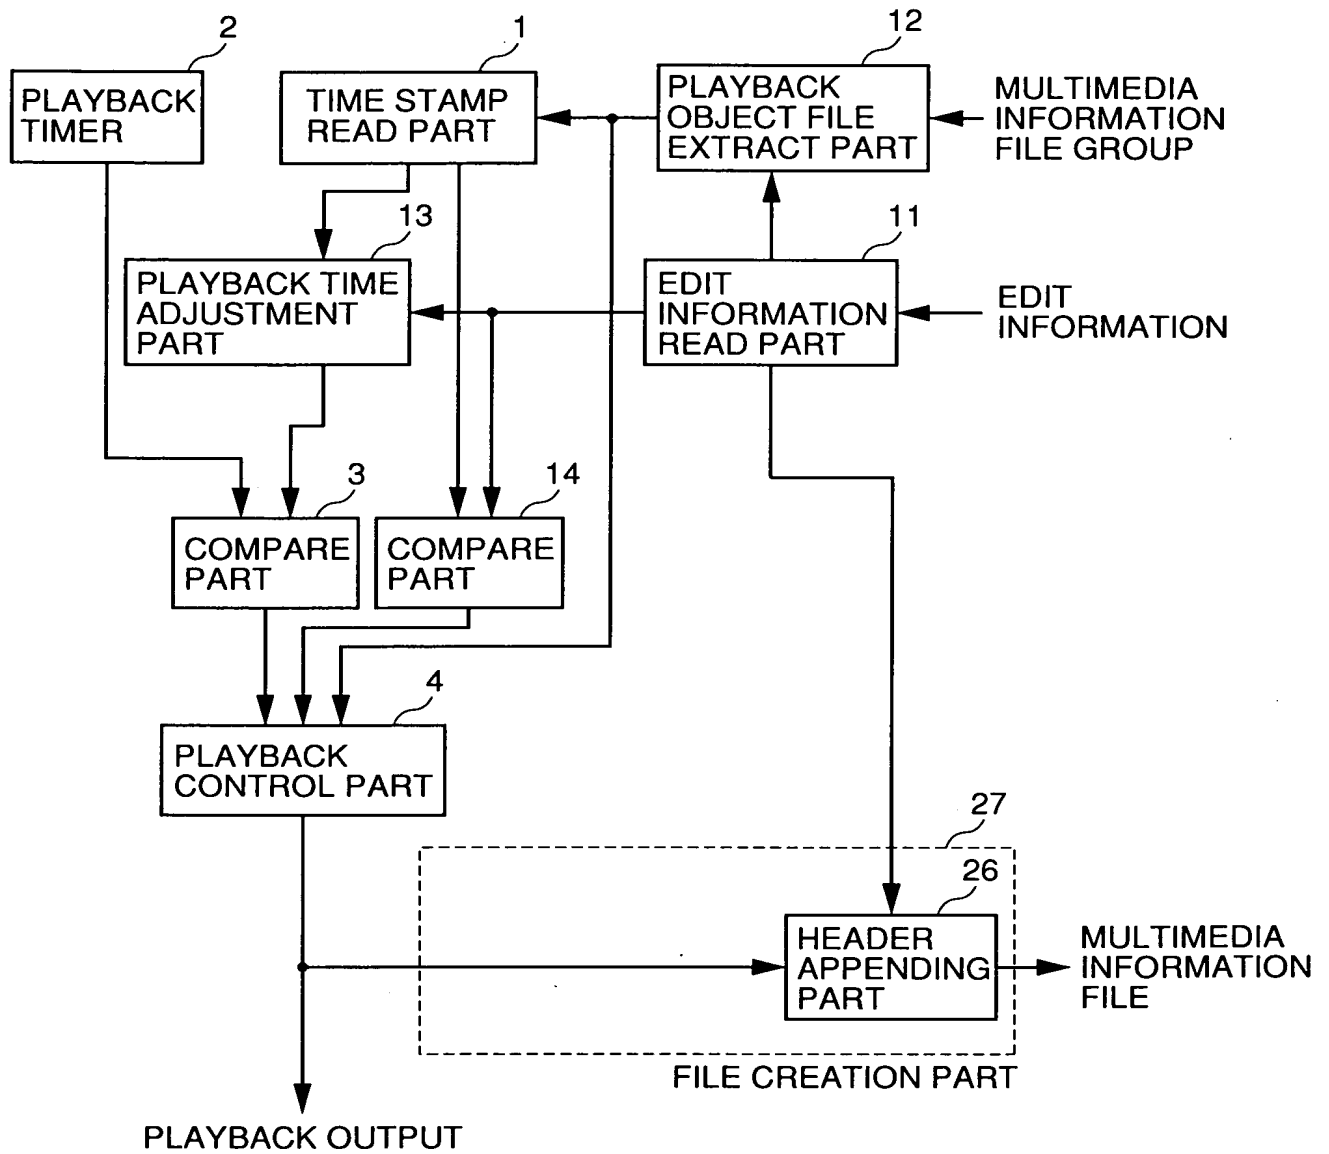 2
1
12
PLAYBACK
TIMER
TIME STAMP
READ PART
PLAYBACK
OBJECT FILE
EXTRACT PART
MULTIMEDIA
INFORMATION
FILE GROUP
13
11
PLAYBACK TIME
ADJUSTMENT
PART
EDIT
INFORMATION
READ PART
EDIT
INFORMATION
3
14
COMPARE
PART
COMPARE
PART
4
PLAYBACK
CONTROL PART
27
26
HEADER
APPENDING
PART
MULTIMEDIA
INFORMATION
FILE
FILE CREATION PART
PLAYBACK OUTPUT